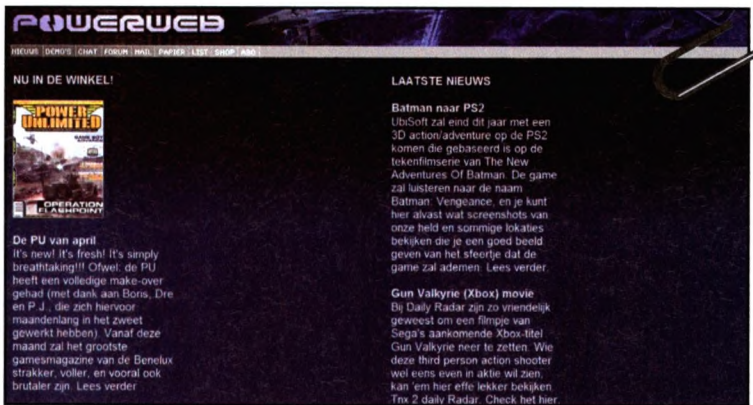 POWERWEB
NIEUWS DEMO'S CHAT FORUM MAIL PAPIER LIST SHOP ABO
NU IN DE WINKEL!
POWER
UNLIMITED
GAME BOY
OPERATION
FLASHPOINT
De PU van april
It's new! It's fresh! It's simply
breathtaking!!! Ofwel: de PU
heeft een volledige make-over
gehad (met dank aan Boris, Dre
en P.J., die zich hiervoor
maandenlang in het zweet
gewerkt hebben). Vanaf deze
maand zal het grootste
gamesmagazine van de Benelux
strakker, voller, en vooral ook
brutaler zijn. Lees verder
LAATSTE NIEUWS
Batman naar PS2
UbiSoft zal eind dit jaar met een
3D action/adventure op de PS2
komen die gebaseerd is op de
tekenfilmserie van The New
Adventures Of Batman. De game
zal luisteren naar de naam
Batman: Vengeance, en je kunt
hier alvast wat screenshots van
onze held en sommige lokaties
bekijken die je een goed beeld
geven van het sfeertje dat de
game zal ademen. Lees verder.
Gun Valkyrie (Xbox) movie
Bij Daily Radar zijn zo vriendelijk
geweest om een filmpje van
Sega's aankomende Xbox-titel
Gun Valkyrie neer te zetten. Wie
deze third person action shooter
wel eens even in aktie wil zien,
kan 'em hier effe lekker bekijken.
Tnx 2 daily Radar. Check het hier.